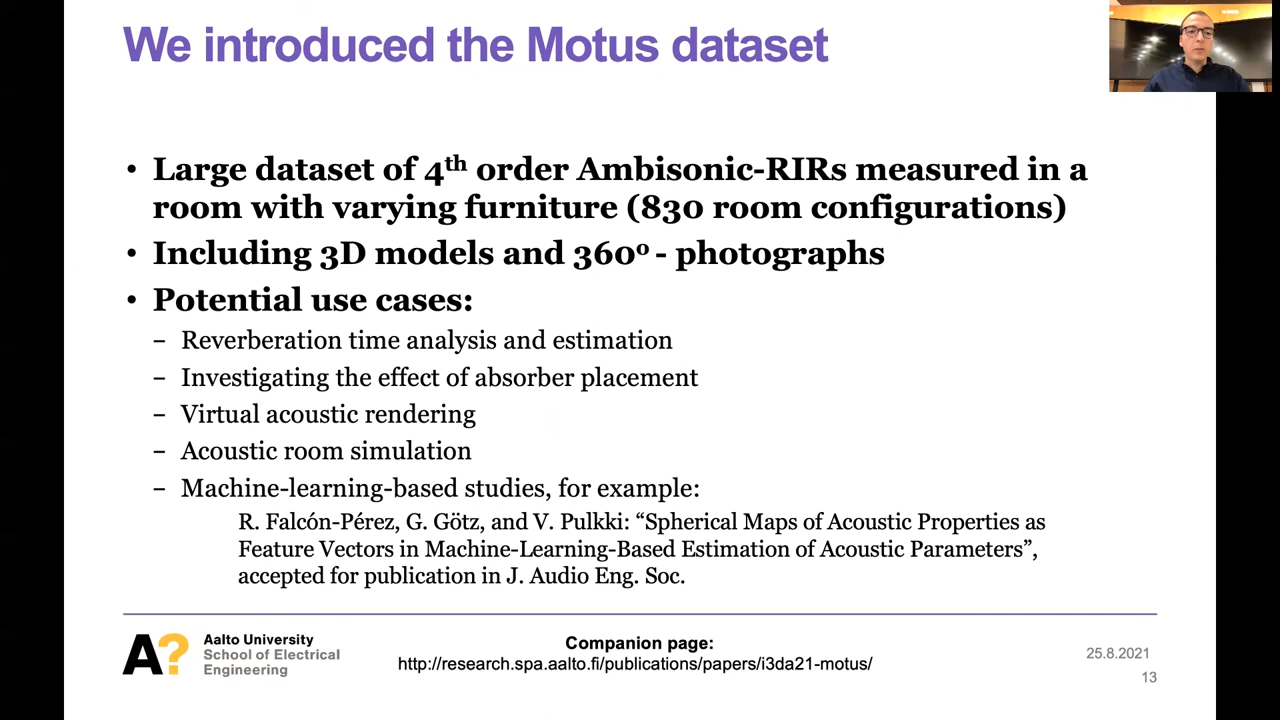 We introduced the Motus dataset
• Large dataset of 4th order Ambisonic-RIRs measured in a
room with varying furniture (830 room configurations)
• Including 3D models and 360º - photographs
• Potential use cases:
– Reverberation time analysis and estimation
– Investigating the effect of absorber placement
– Virtual acoustic rendering
– Acoustic room simulation
– Machine-learning-based studies, for example:
R. Falcón-Pérez, G. Götz, and V. Pulkki: “Spherical Maps of Acoustic Properties as
Feature Vectors in Machine-Learning-Based Estimation of Acoustic Parameters”,
accepted for publication in J. Audio Eng. Soc.
A?
Aalto University
School of Electrical
Engineering
Companion page:
http://research.spa.aalto.fi/publications/papers/i3da21-motus/
25.8.2021
13